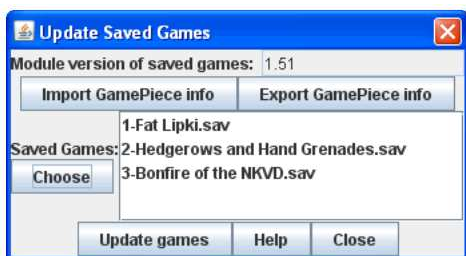 Update Saved Games
Module version of saved games: 1.51
Import GamePiece info Export GamePiece info
1-Fat Lipki.sav
Saved Games: 2-Hedgerows and Hand Grenades.sav
Choose 3-Bonfire of the NKVD.sav
Update games Help Close